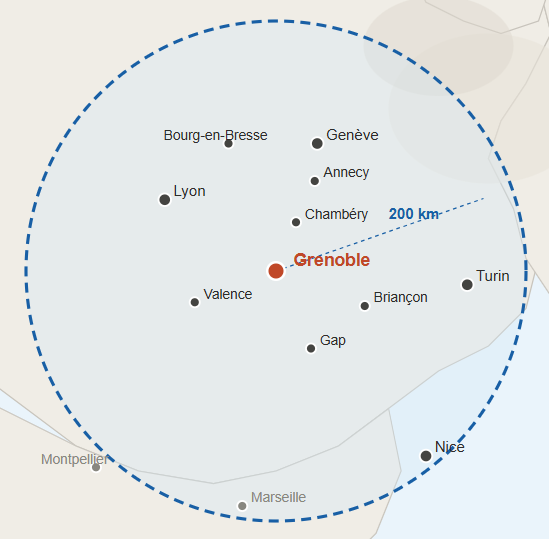 Bourg-en-Bresse
Genève
Annecy
Lyon
Chambéry
200 km
Grenoble
Turin
Valence
Briançon
Gap
Nice
Montpellier
Marseille